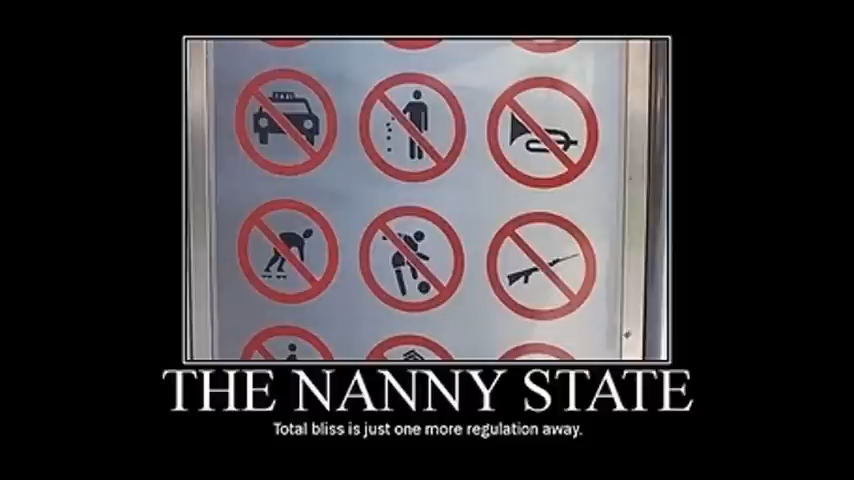 THE NANNY STATE
Total bliss is just one more regulation away.